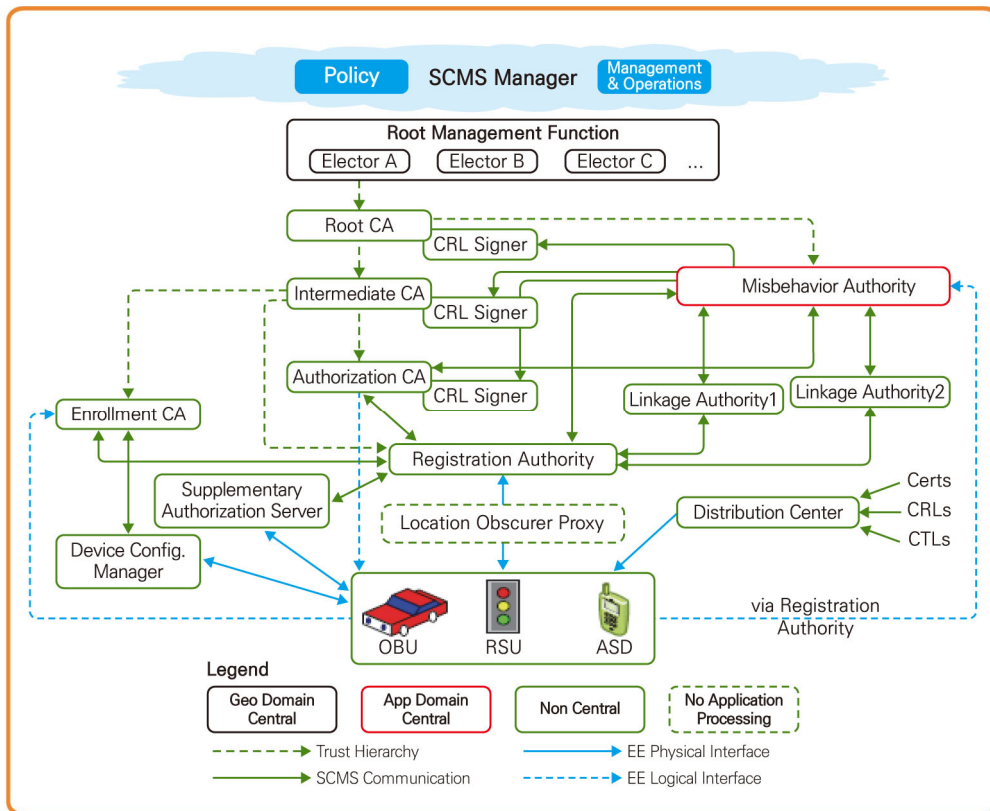 Policy
SCMS Manager
Management
& Operations
Root Management Function
Elector A
Elector B
Elector C
...
Root CA
CRL Signer
Intermediate CA
CRL Signer
Misbehavior Authority
Authorization CA
CRL Signer
Linkage Authority1
Linkage Authority2
Enrollment CA
Registration Authority
Supplementary
Authorization Server
Location Obscurer Proxy
Distribution Center
Certs
CRLs
CTLs
Device Config.
Manager
via Registration
Authority
OBU
RSU
ASD
Legend
Geo Domain
Central
App Domain
Central
Non Central
No Application
Processing
Trust Hierarchy
EE Physical Interface
SCMS Communication
EE Logical Interface